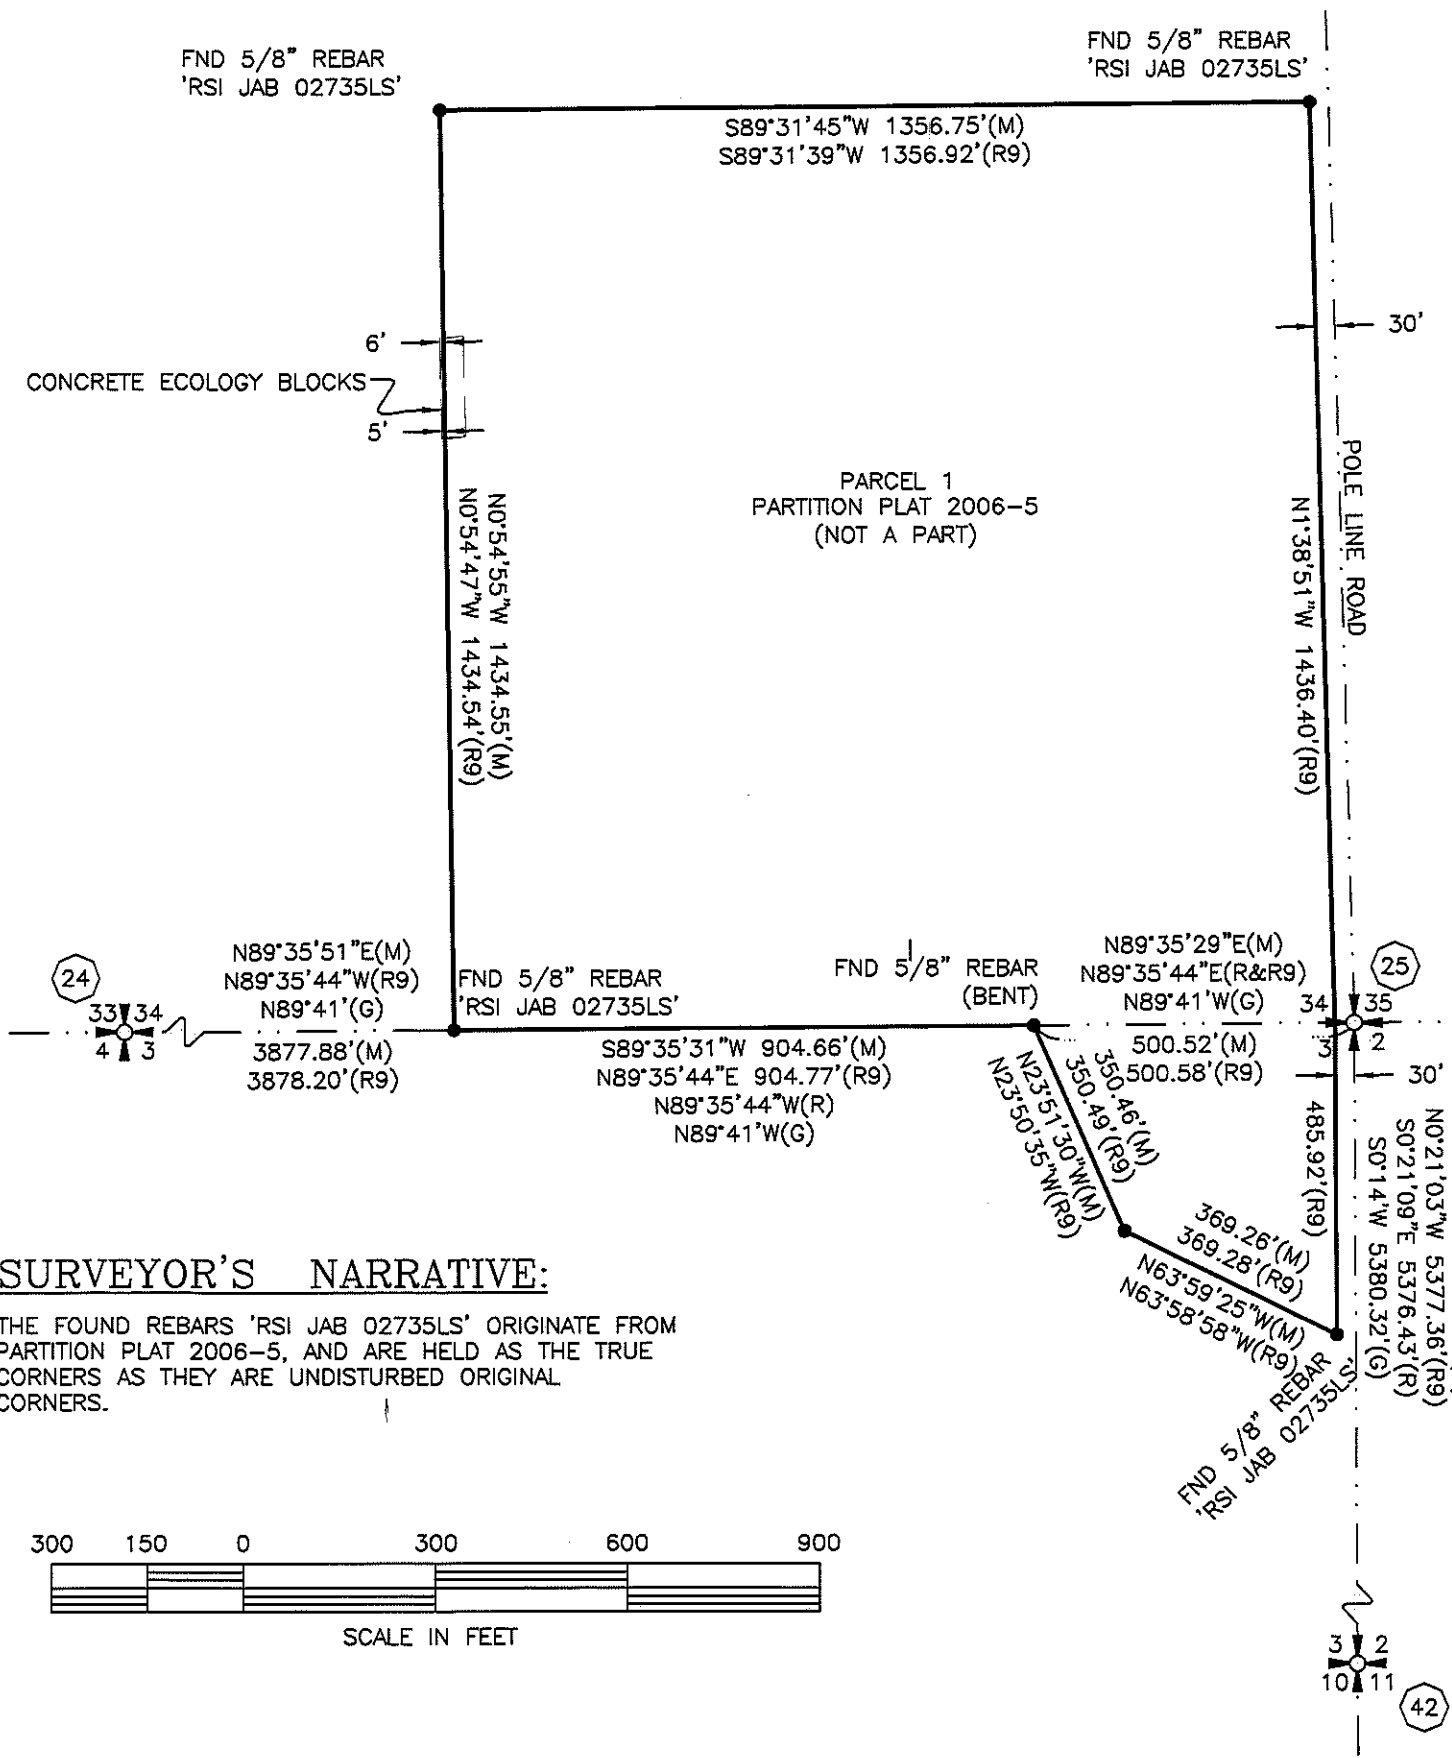 FND 5/8" REBAR
'RSI JAB 02735LS'
FND 5/8" REBAR
'RSI JAB 02735LS'
S89°31'45"W 1356.75'(M)
S89°31'39"W 1356.92'(R9)
30'
6'
CONCRETE ECOLOGY BLOCKS
5'
POLE LINE ROAD
PARCEL 1
PARTITION PLAT 2006-5
(NOT A PART)
N0°54'55"W 1434.55'(M)
N0°54'47"W 1434.54'(R9)
N1°38'51"W 1436.40'(R9)
24
33 34
4 3
N89°35'51"E(M)
N89°35'44"W(R9)
N89°41'(G)
3877.88'(M)
3878.20'(R9)
FND 5/8" REBAR
'RSI JAB 02735LS'
FND 5/8" REBAR
(BENT)
N89°35'29"E(M)
N89°35'44"E(R&R9)
N89°41'W(G)
500.52'(M)
500.58'(R9)
25
34 35
3 2
30'
S89°35'31"W 904.66'(M)
N89°35'44"E 904.77'(R9)
N89°35'44"W(R)
N89°41'W(G)
350.46'(M)
350.49'(R9)
N23°51'30"W(M)
N23°50'35"W(R9)
485.92'(R9)
N0°21'03"W 5377.36'(R9)
S0°21'09"E 5376.43'(R)
S0°14'W 5380.32'(G)
369.26'(M)
369.28'(R9)
N63°59'25"W(M)
N63°58'58"W(R9)
FND 5/8" REBAR
'RSI JAB 02735LS'
SURVEYOR'S NARRATIVE:
THE FOUND REBARS 'RSI JAB 02735LS' ORIGINATE FROM
PARTITION PLAT 2006-5, AND ARE HELD AS THE TRUE
CORNERS AS THEY ARE UNDISTURBED ORIGINAL
CORNERS.
300 150 0 300 600 900
SCALE IN FEET
3 2
10 11
42